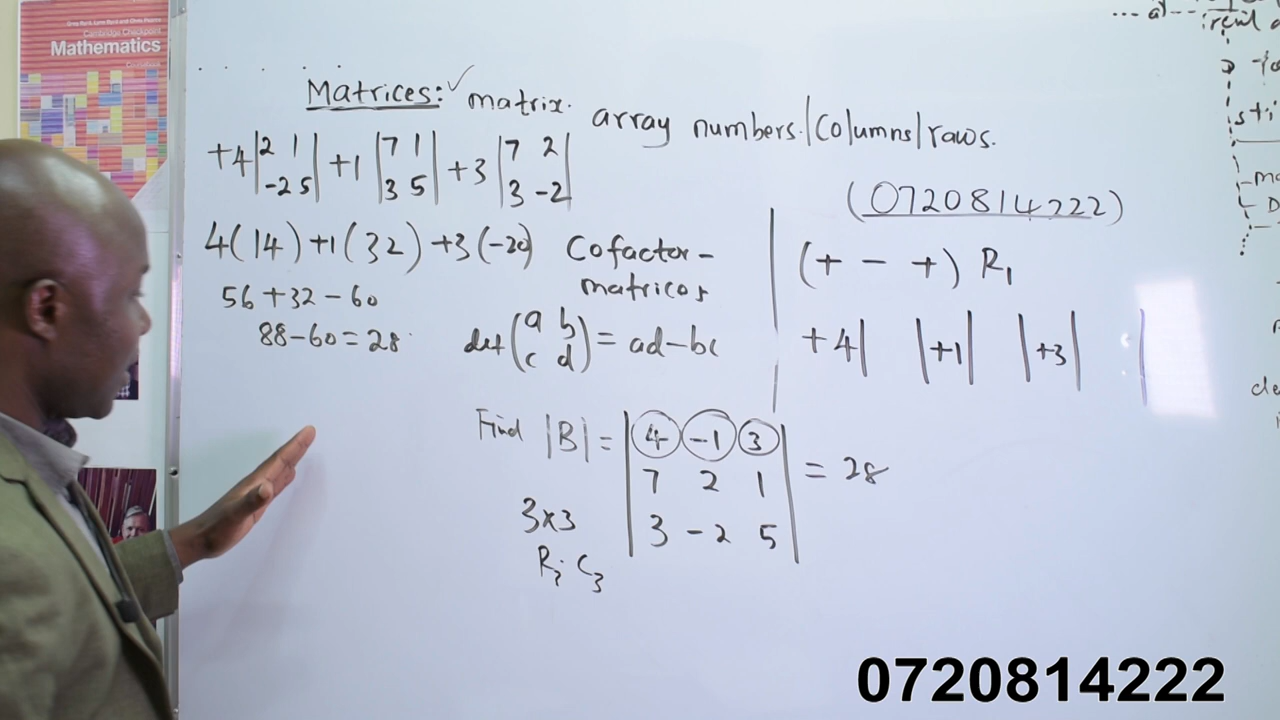 Cambridge Checkpoint
Mathematics
Matrices: ✓ matrix. array numbers./Columns/raws.
+4|2 1| +1 |7 1| +3 |7 2|
|-2 5| |3 5| |3 -2|
(0720814222)
4(14)+1(32)+3(-20) Cofactor-
matrices
(+ - +) R₁
56+32-60
88-60=28
det(a b) = ad-bc
(c d)
+4| |+1| |+3| |
Find |B| = |4 -1 3|
|7 2 1| = 28
|3 -2 5|
3x3
R₃ C₃
0720814222